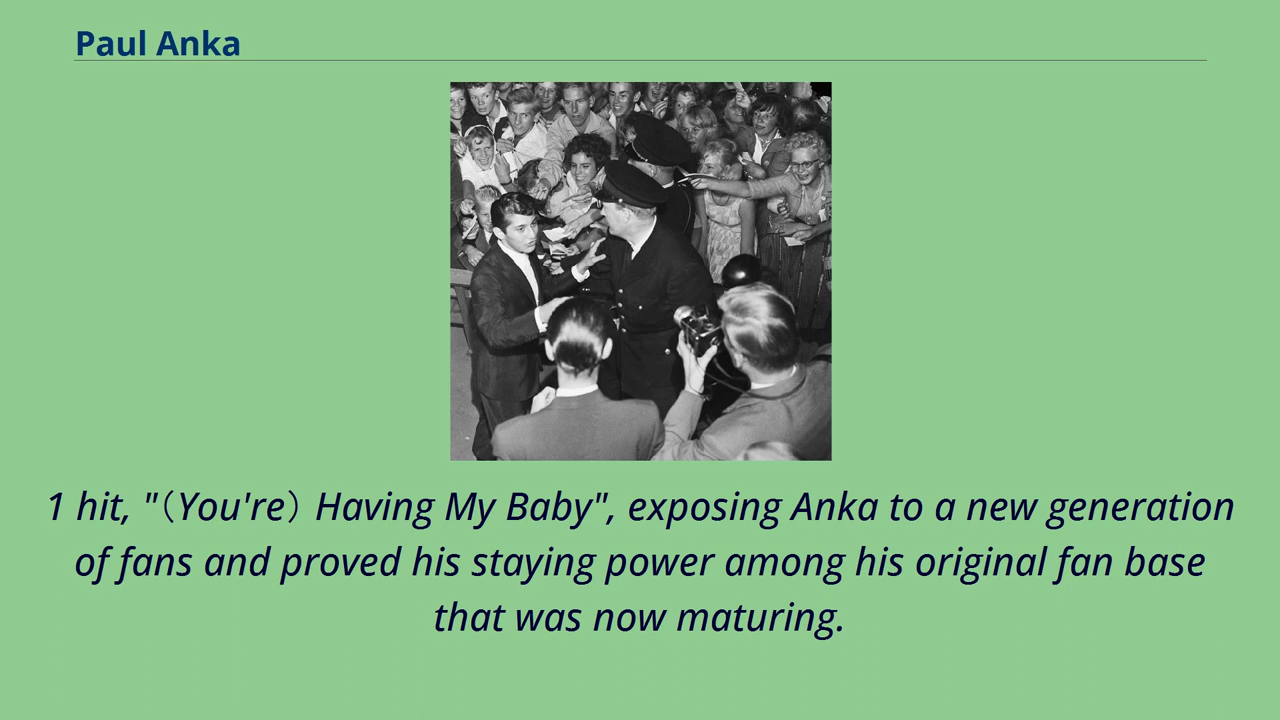 Paul Anka
1 hit, "（You're） Having My Baby", exposing Anka to a new generation
of fans and proved his staying power among his original fan base
that was now maturing.